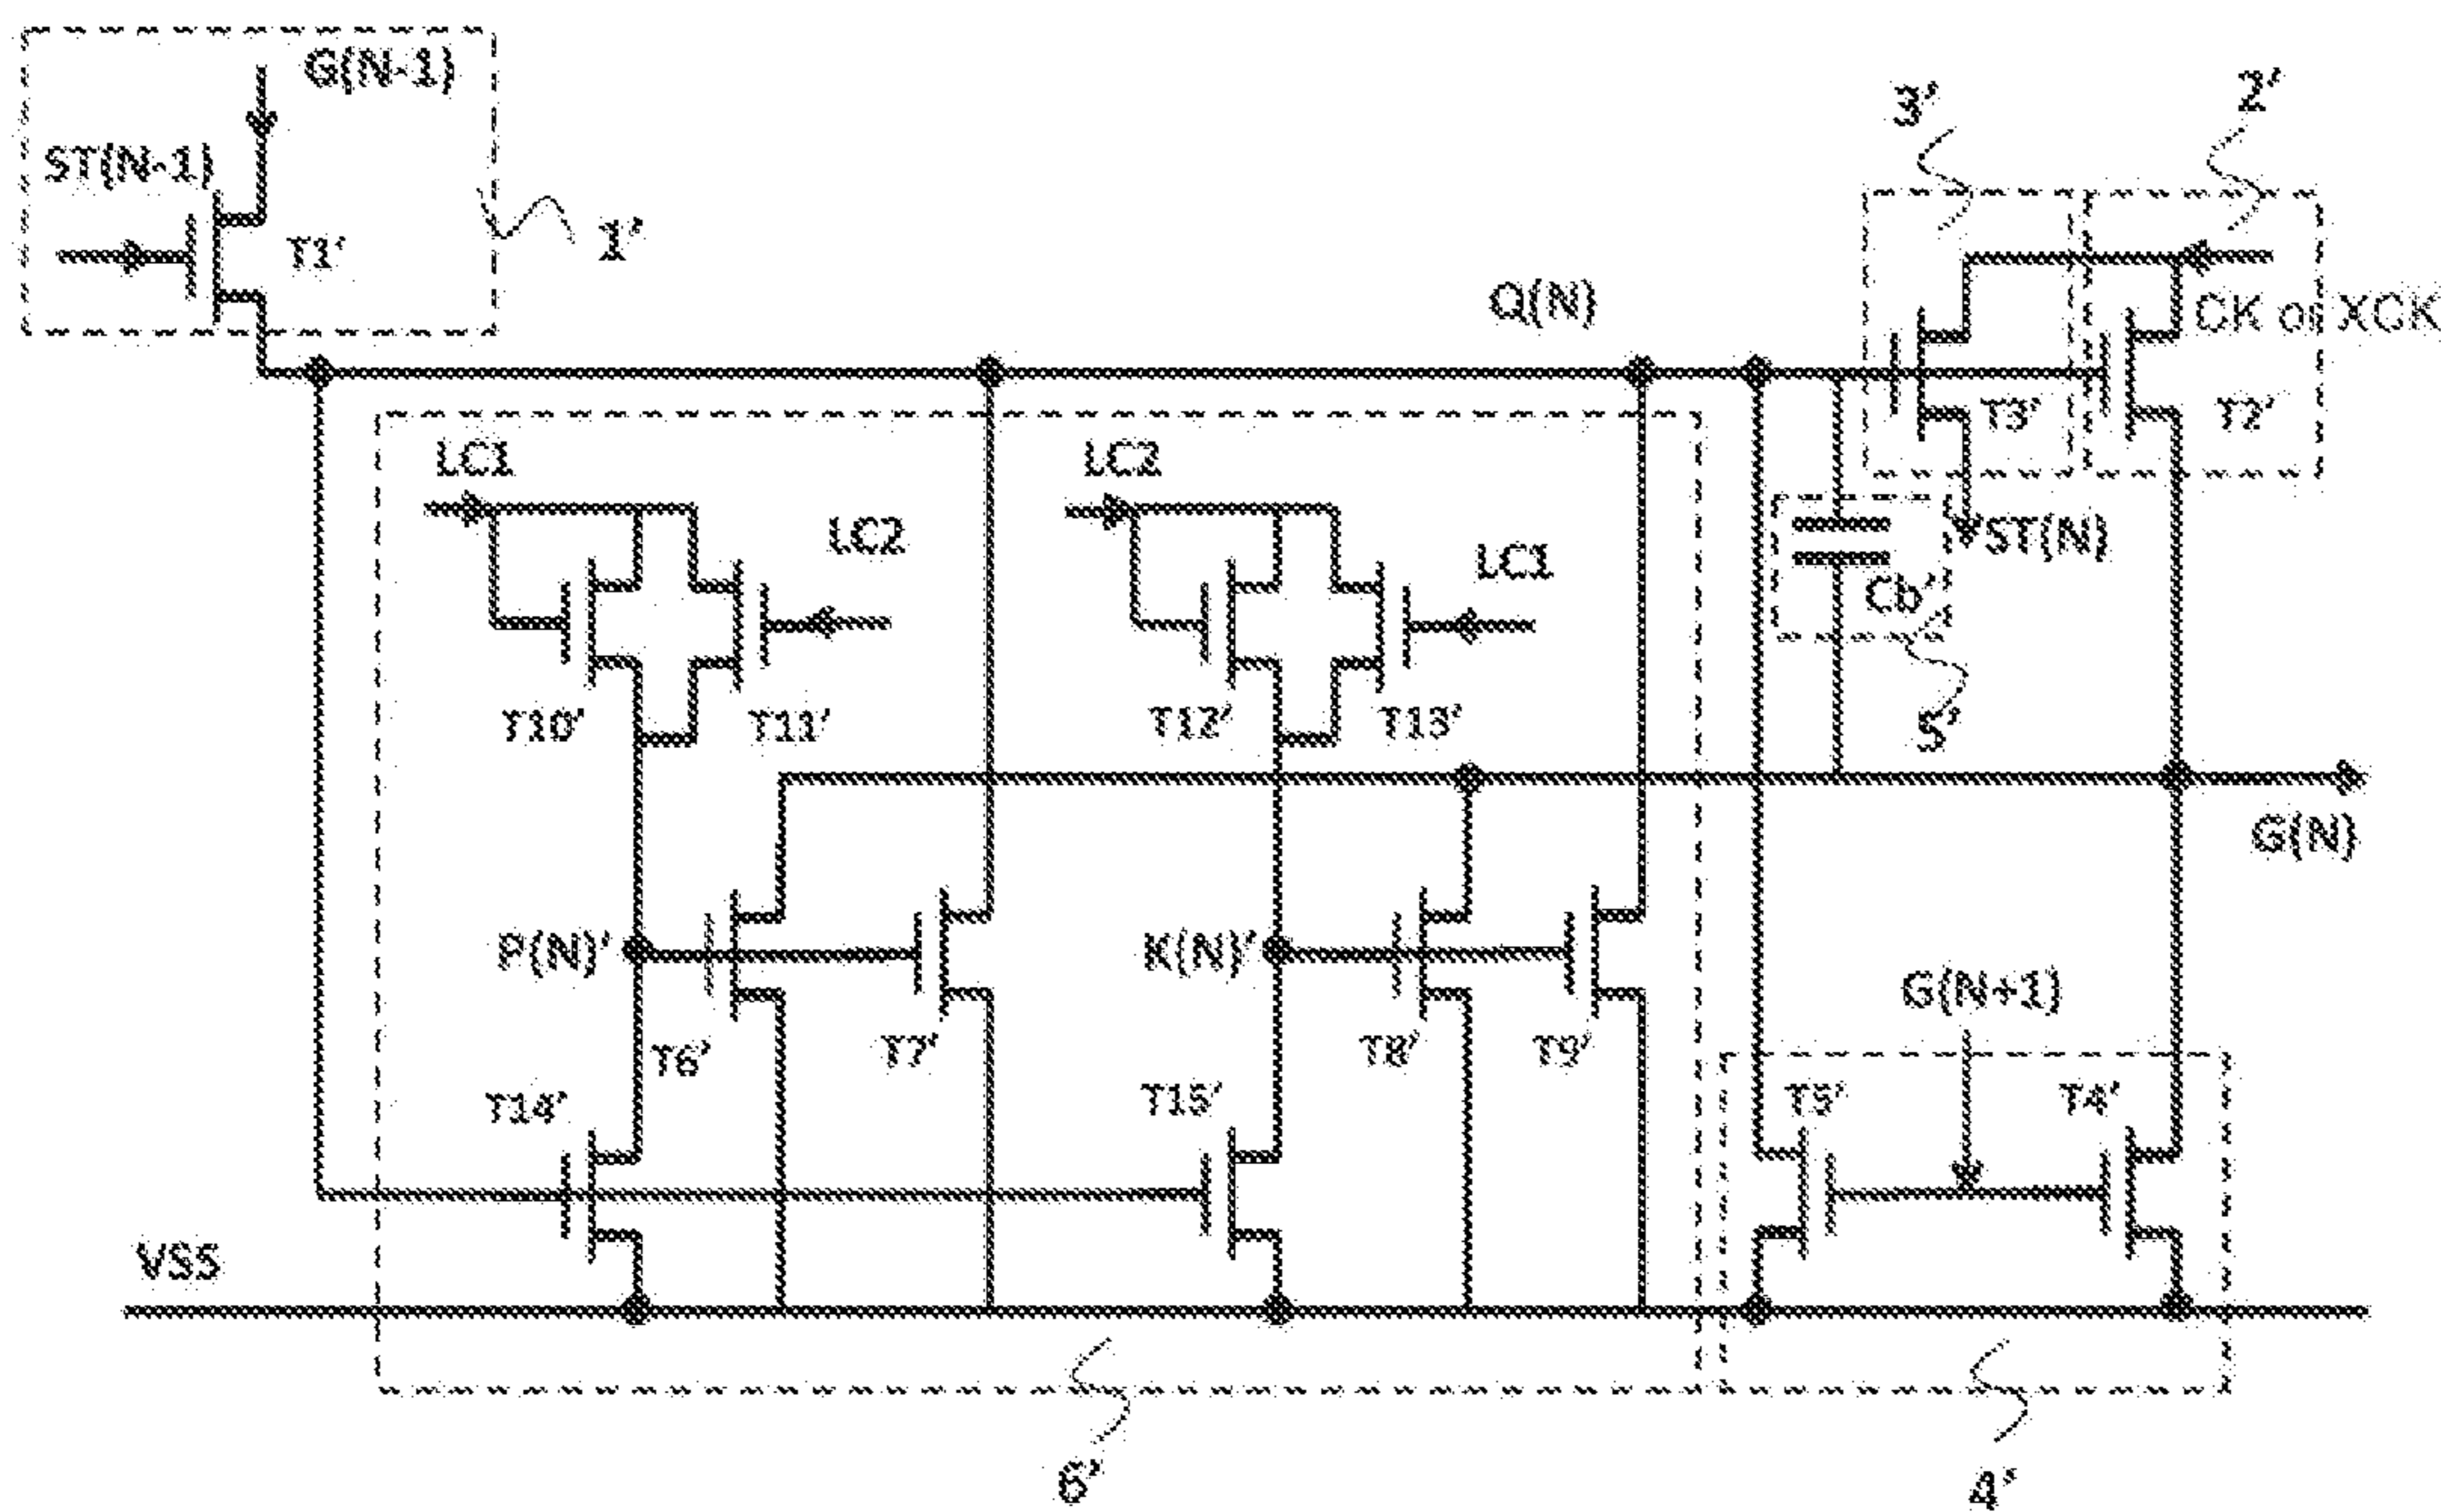 G(N-1)
ST(N-1)
T1'
1'
3'
2'
Q(N)
CK or XCK
T3'
T2'
LC1
LC2
LC2
LC1
ST(N)
Cb'
5'
T10'
T11'
T12'
T13'
G(N)
P(N)'
K(N)'
G(N+1)
T6'
T7'
T8'
T9'
T14'
T15'
T5'
T4'
VSS
6'
4'